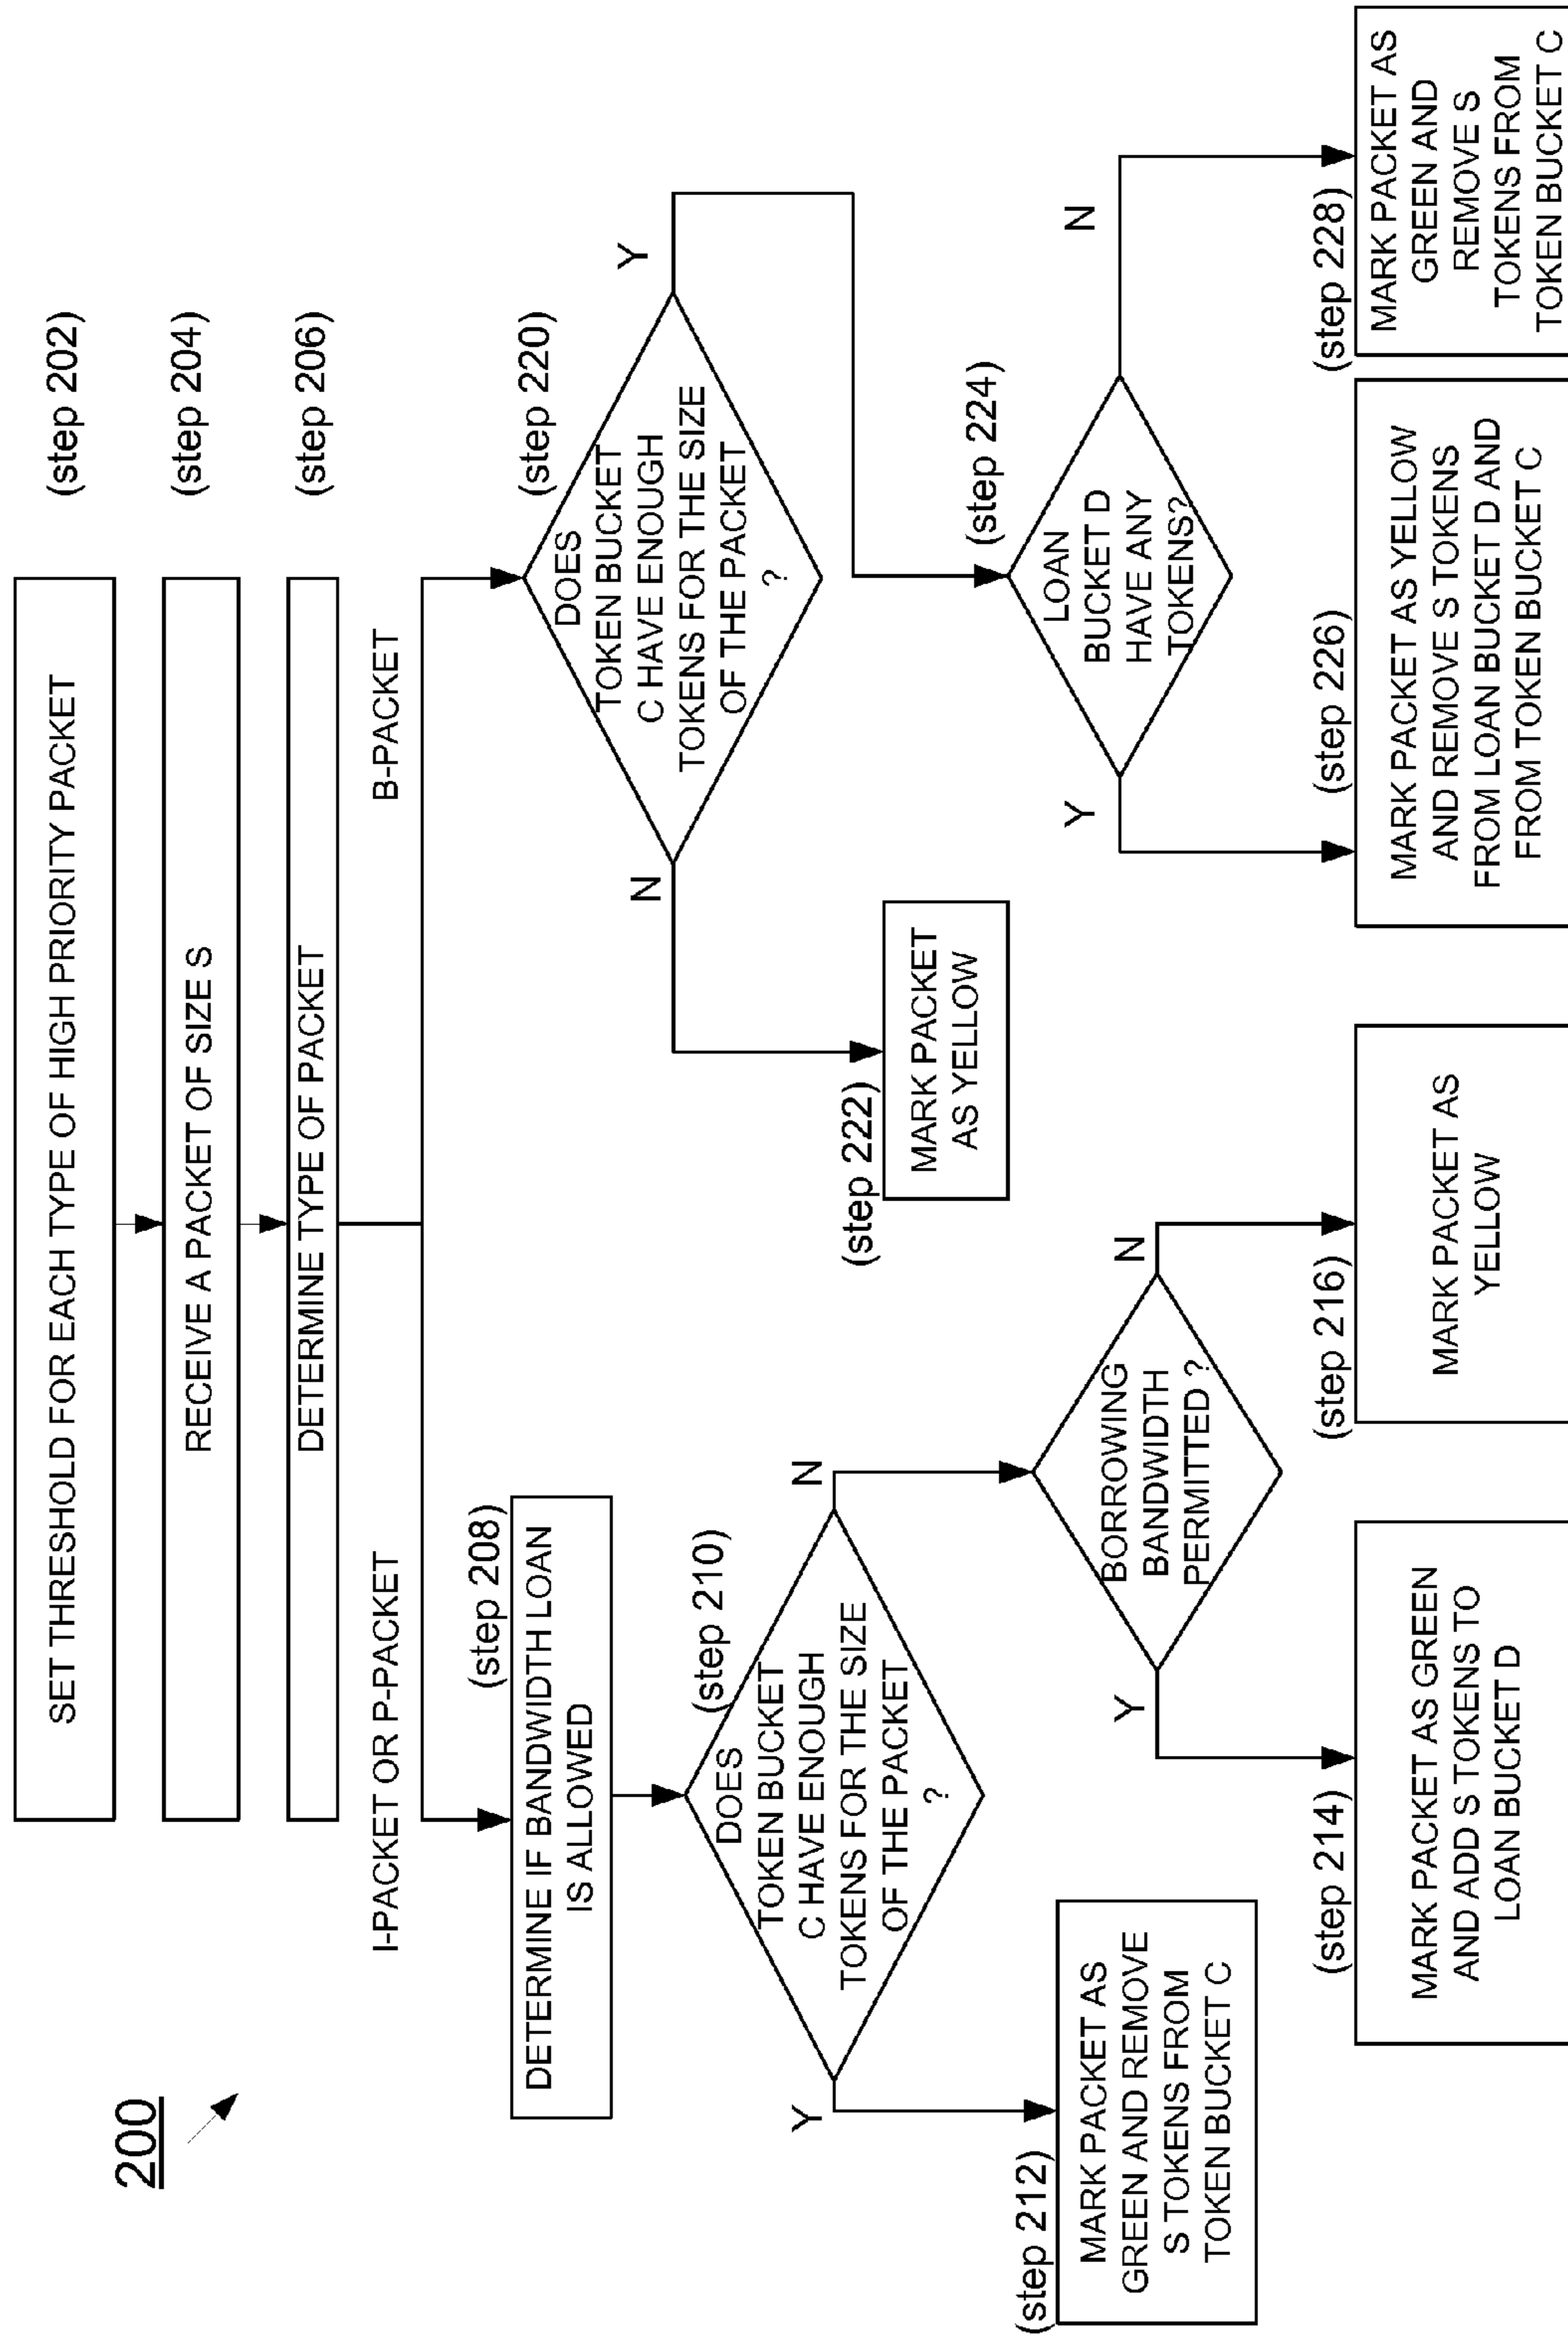 200
SET THRESHOLD FOR EACH TYPE OF HIGH PRIORITY PACKET
(step 202)
RECEIVE A PACKET OF SIZE S
(step 204)
DETERMINE TYPE OF PACKET
(step 206)
I-PACKET OR P-PACKET
B-PACKET
(step 208)
DETERMINE IF BANDWIDTH LOAN
IS ALLOWED
(step 210)
DOES
TOKEN BUCKET
C HAVE ENOUGH
TOKENS FOR THE SIZE
OF THE PACKET
?
Y
N
(step 212)
MARK PACKET AS
GREEN AND REMOVE
S TOKENS FROM
TOKEN BUCKET C
BORROWING
BANDWIDTH
PERMITTED ?
Y
N
(step 214)
MARK PACKET AS GREEN
AND ADD S TOKENS TO
LOAN BUCKET D
(step 216)
MARK PACKET AS
YELLOW
(step 220)
DOES
TOKEN BUCKET
C HAVE ENOUGH
TOKENS FOR THE SIZE
OF THE PACKET
?
N
Y
(step 222)
MARK PACKET
AS YELLOW
(step 224)
LOAN
BUCKET D
HAVE ANY
TOKENS?
Y
N
(step 226)
MARK PACKET AS YELLOW
AND REMOVE S TOKENS
FROM LOAN BUCKET D AND
FROM TOKEN BUCKET C
(step 228)
MARK PACKET AS
GREEN AND
REMOVE S
TOKENS FROM
TOKEN BUCKET C